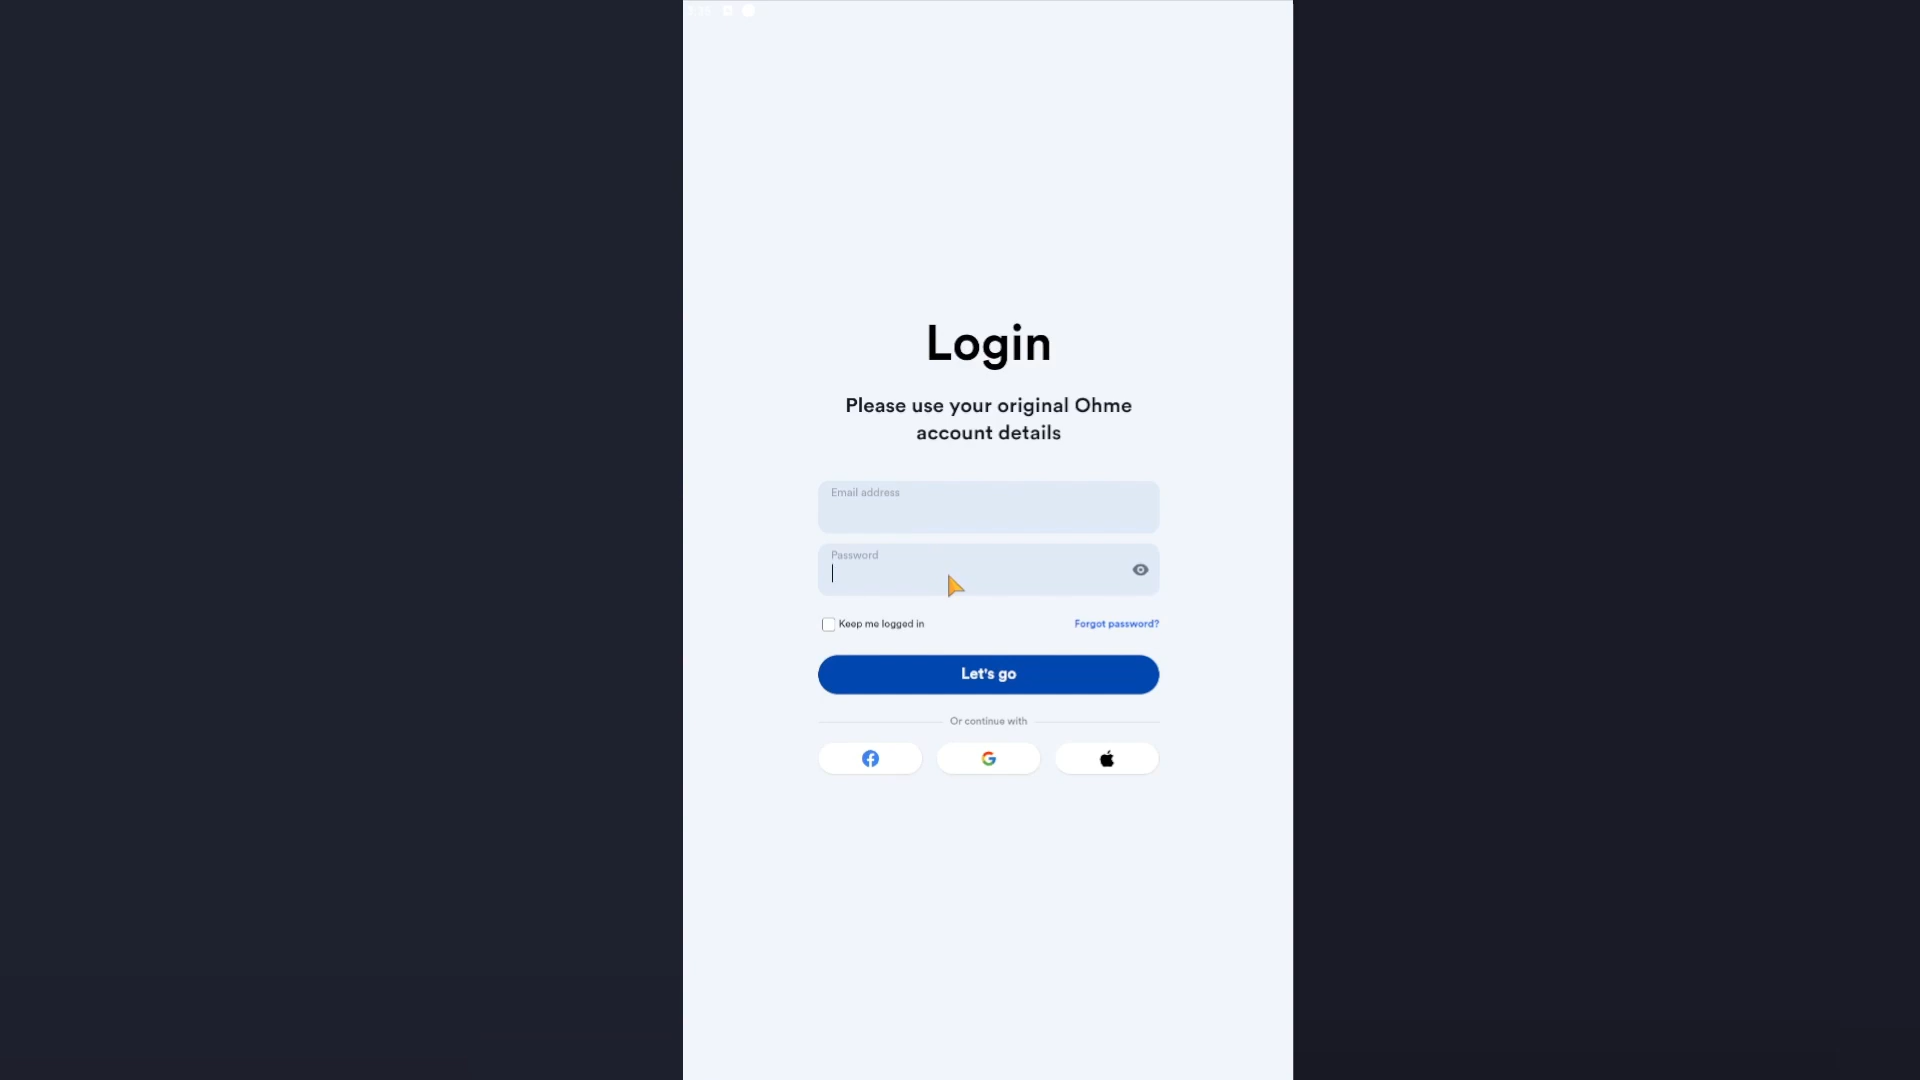 Login
Please use your original Ohme
account details
Email address
Password
Keep me logged in
Forgot password?
Let's go
Or continue with